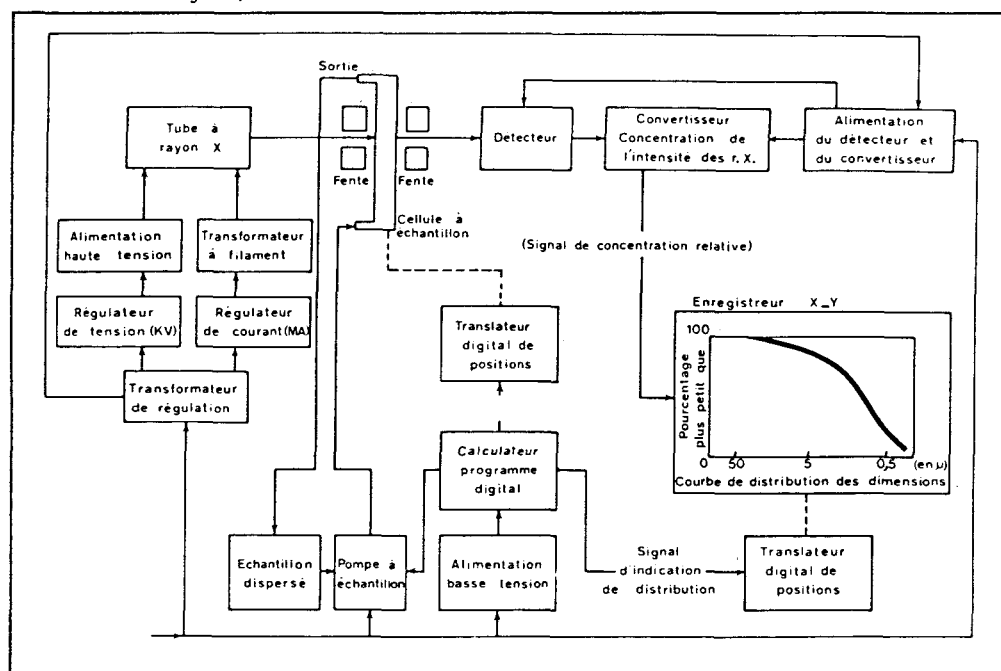 Sortie
Tube à
rayon X
Fente
Fente
Détecteur
Convertisseur
Concentration de
l'intensité des r.X.
Alimentation
du détecteur et
du convertisseur
Cellule à
échantillon
Alimentation
haute tension
Transformateur
à filament
(Signal de concentration relative)
Régulateur
de tension (KV)
Régulateur
de courant (MA)
Translateur
digital de
positions
Transformateur
de régulation
Enregistreur X_Y
100
Pourcentage
plus petit que
0 50 5 0,5 (en µ)
Courbe de distribution des dimensions
Calculateur
programme
digital
Echantillon
dispersé
Pompe à
échantillon
Alimentation
basse tension
Signal
d'indication
de distribution
Translateur
digital de
positions